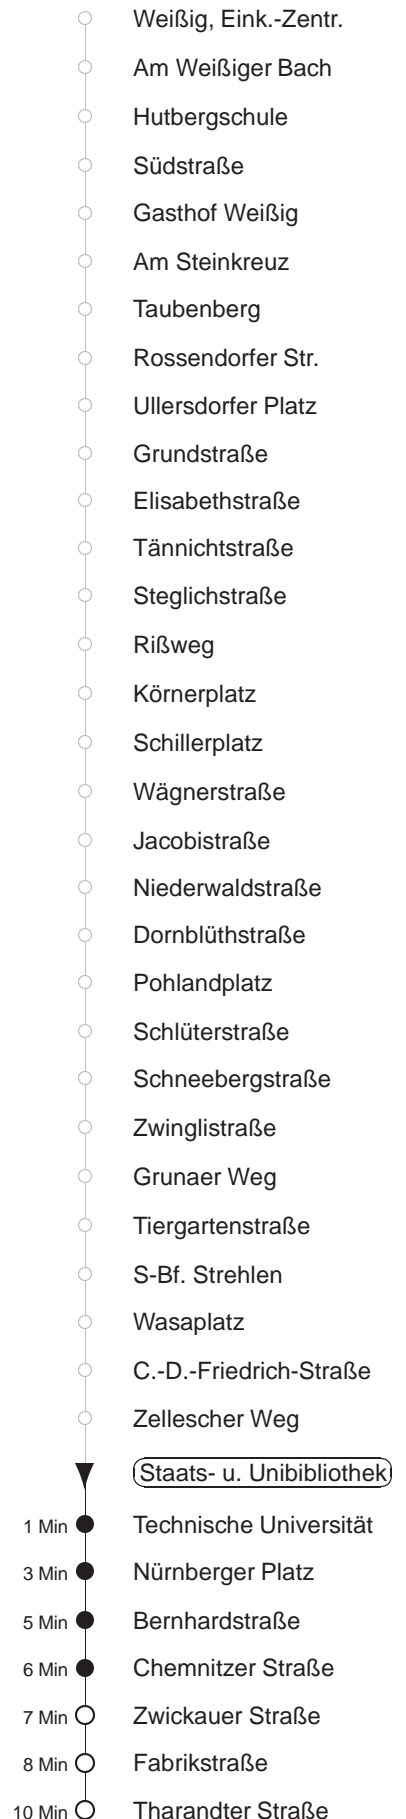 Weißig, Eink.-Zentr.
Am Weißiger Bach
Hutbergschule
Südstraße
Gasthof Weißig
Am Steinkreuz
Taubenberg
Rossendorfer Str.
Ullersdorfer Platz
Grundstraße
Elisabethstraße
Tännichtstraße
Steglichstraße
Rißweg
Körnerplatz
Schillerplatz
Wägnerstraße
Jacobistraße
Niederwaldstraße
Dornblüthstraße
Pohlandplatz
Schlüterstraße
Schneebergstraße
Zwinglistraße
Grunaer Weg
Tiergartenstraße
S-Bf. Strehlen
Wasaplatz
C.-D.-Friedrich-Straße
Zellescher Weg
Staats- u. Unibibliothek
1 Min Technische Universität
3 Min Nürnberger Platz
5 Min Bernhardstraße
6 Min Chemnitzer Straße
7 Min Zwickauer Straße
8 Min Fabrikstraße
10 Min Tharandter Straße